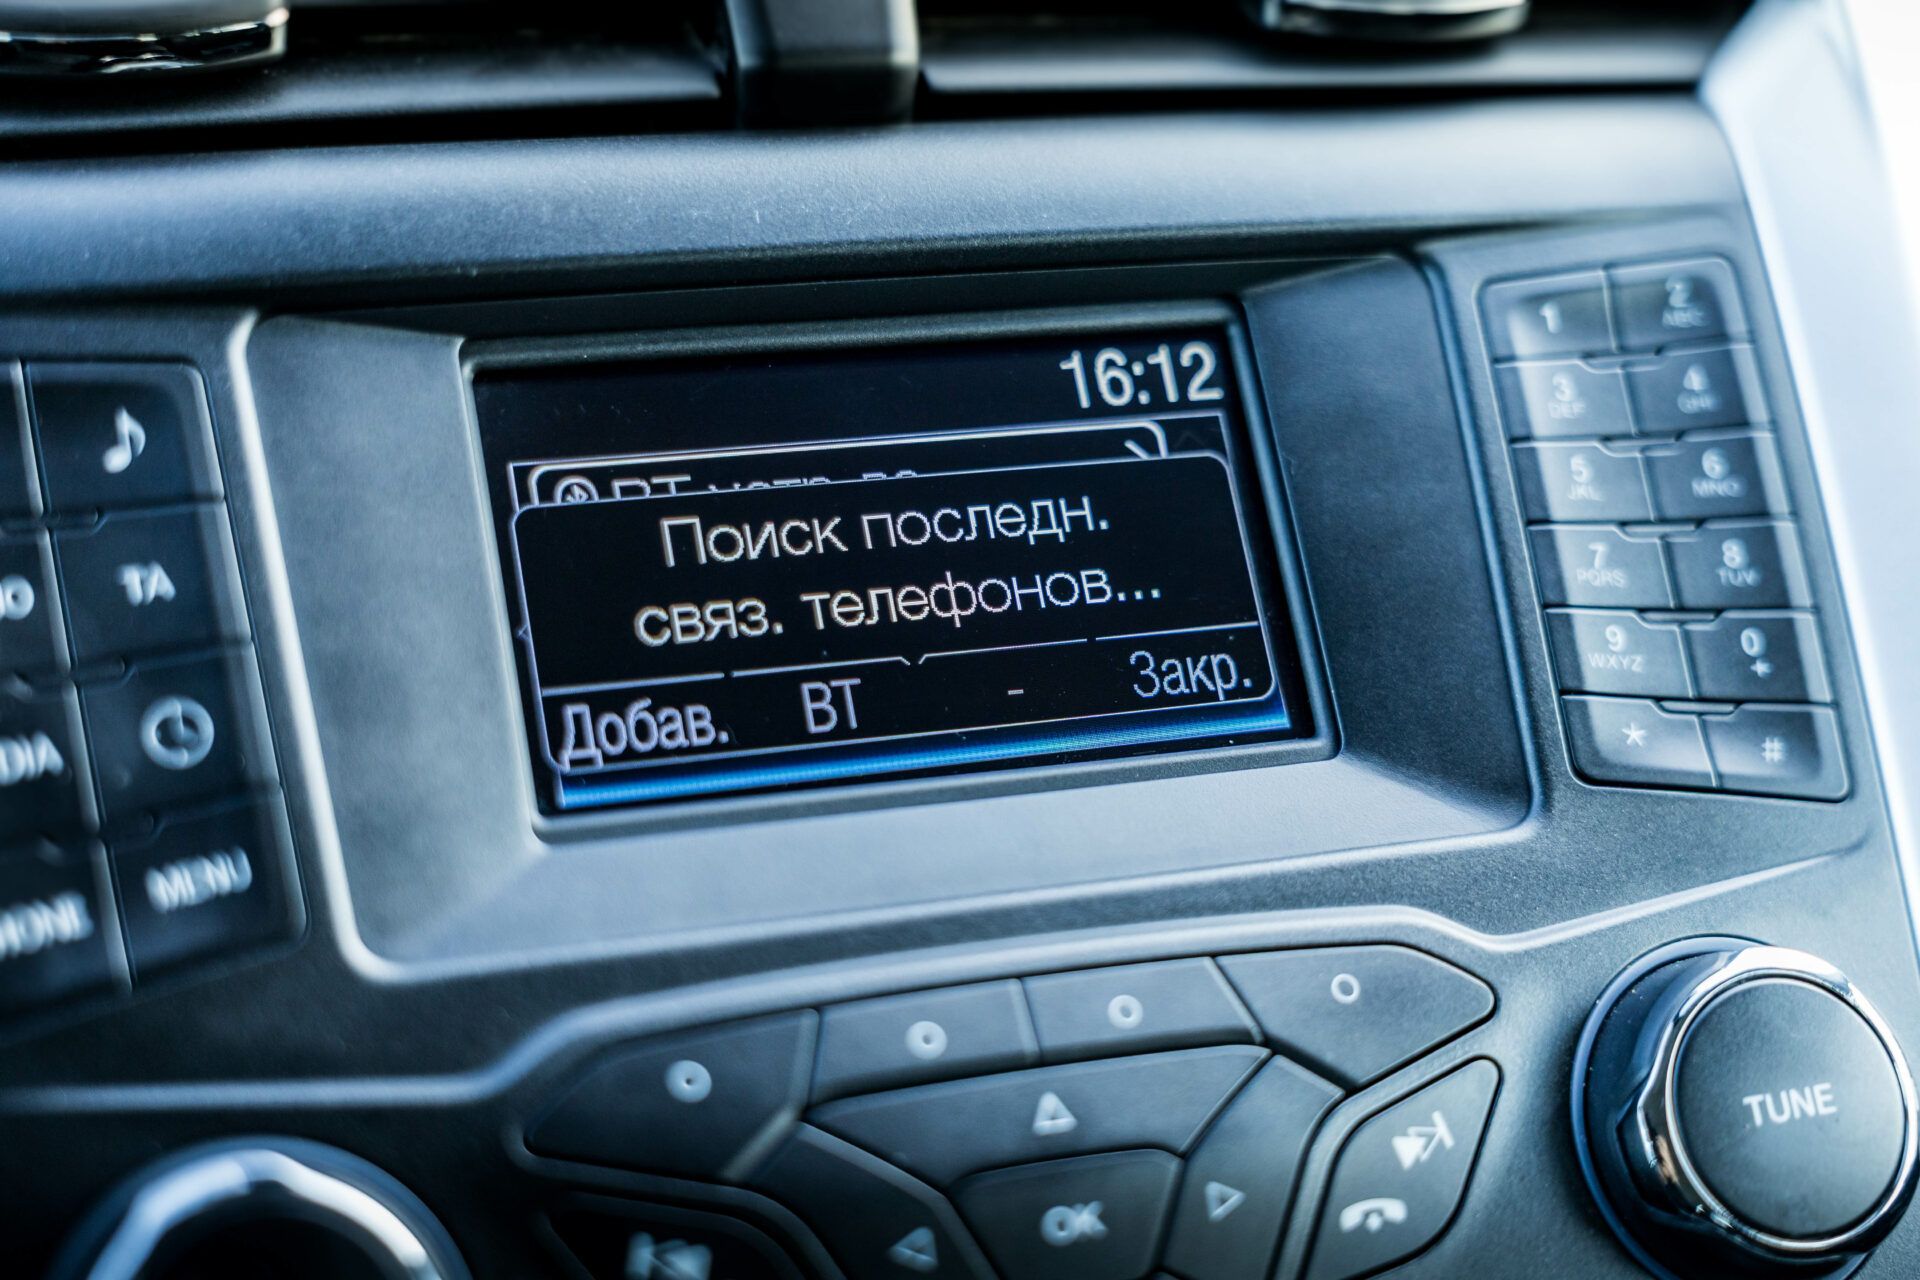 16:12
Поиск последн.
связ. телефонов...
Добав. ВТ - Закр.
TA
MENU
1
2 ABC
3 DEF
4 GHI
5 JKL
6 MNO
7 PQRS
8 TUV
9 WXYZ
0 +
* #
OK
TUNE